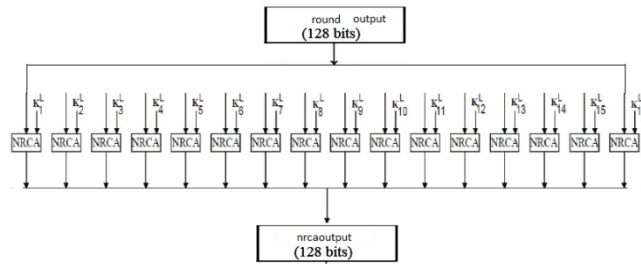 round output
(128 bits)
K₁ᴸ K₂ᴸ K₃ᴸ K₄ᴸ K₅ᴸ K₆ᴸ K₇ᴸ K₈ᴸ K₉ᴸ K₁₀ᴸ K₁₁ᴸ K₁₂ᴸ K₁₃ᴸ K₁₄ᴸ K₁₅ᴸ K₁
NRCA NRCA NRCA NRCA NRCA NRCA NRCA NRCA NRCA NRCA NRCA NRCA NRCA NRCA NRCA NRCA
nrcaoutput
(128 bits)